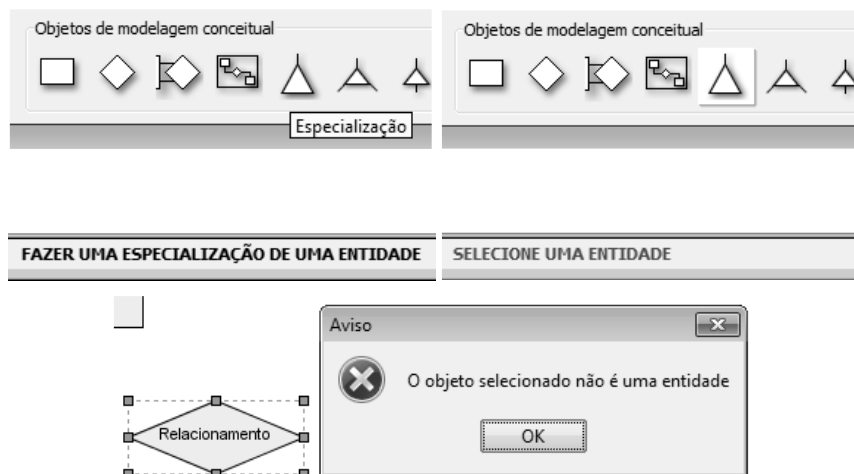 Objetos de modelagem conceitual
Objetos de modelagem conceitual
Especialização
FAZER UMA ESPECIALIZAÇÃO DE UMA ENTIDADE
SELECIONE UMA ENTIDADE
Aviso
O objeto selecionado não é uma entidade
Relacionamento
OK